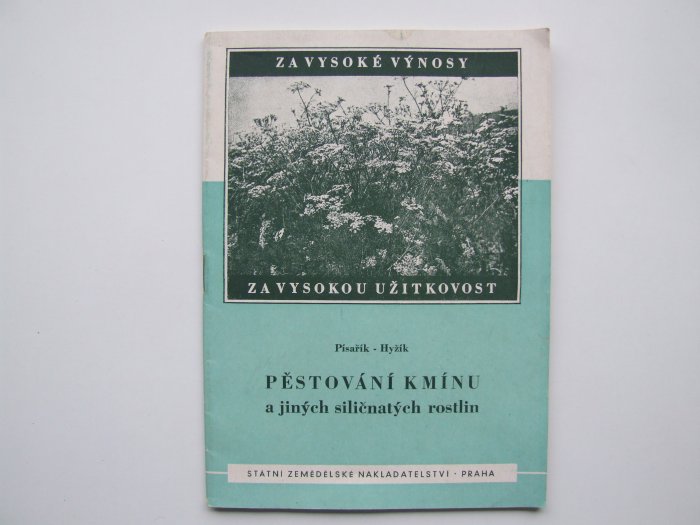 ZA VYSOKÉ VÝNOSY
ZA VYSOKOU UŽITKOVOST
Písařík - Hyžík
PĚSTOVÁNÍ KMÍNU
a jiných siličnatých rostlin
STÁTNÍ ZEMĚDĚLSKÉ NAKLADATELSTVÍ - PRAHA